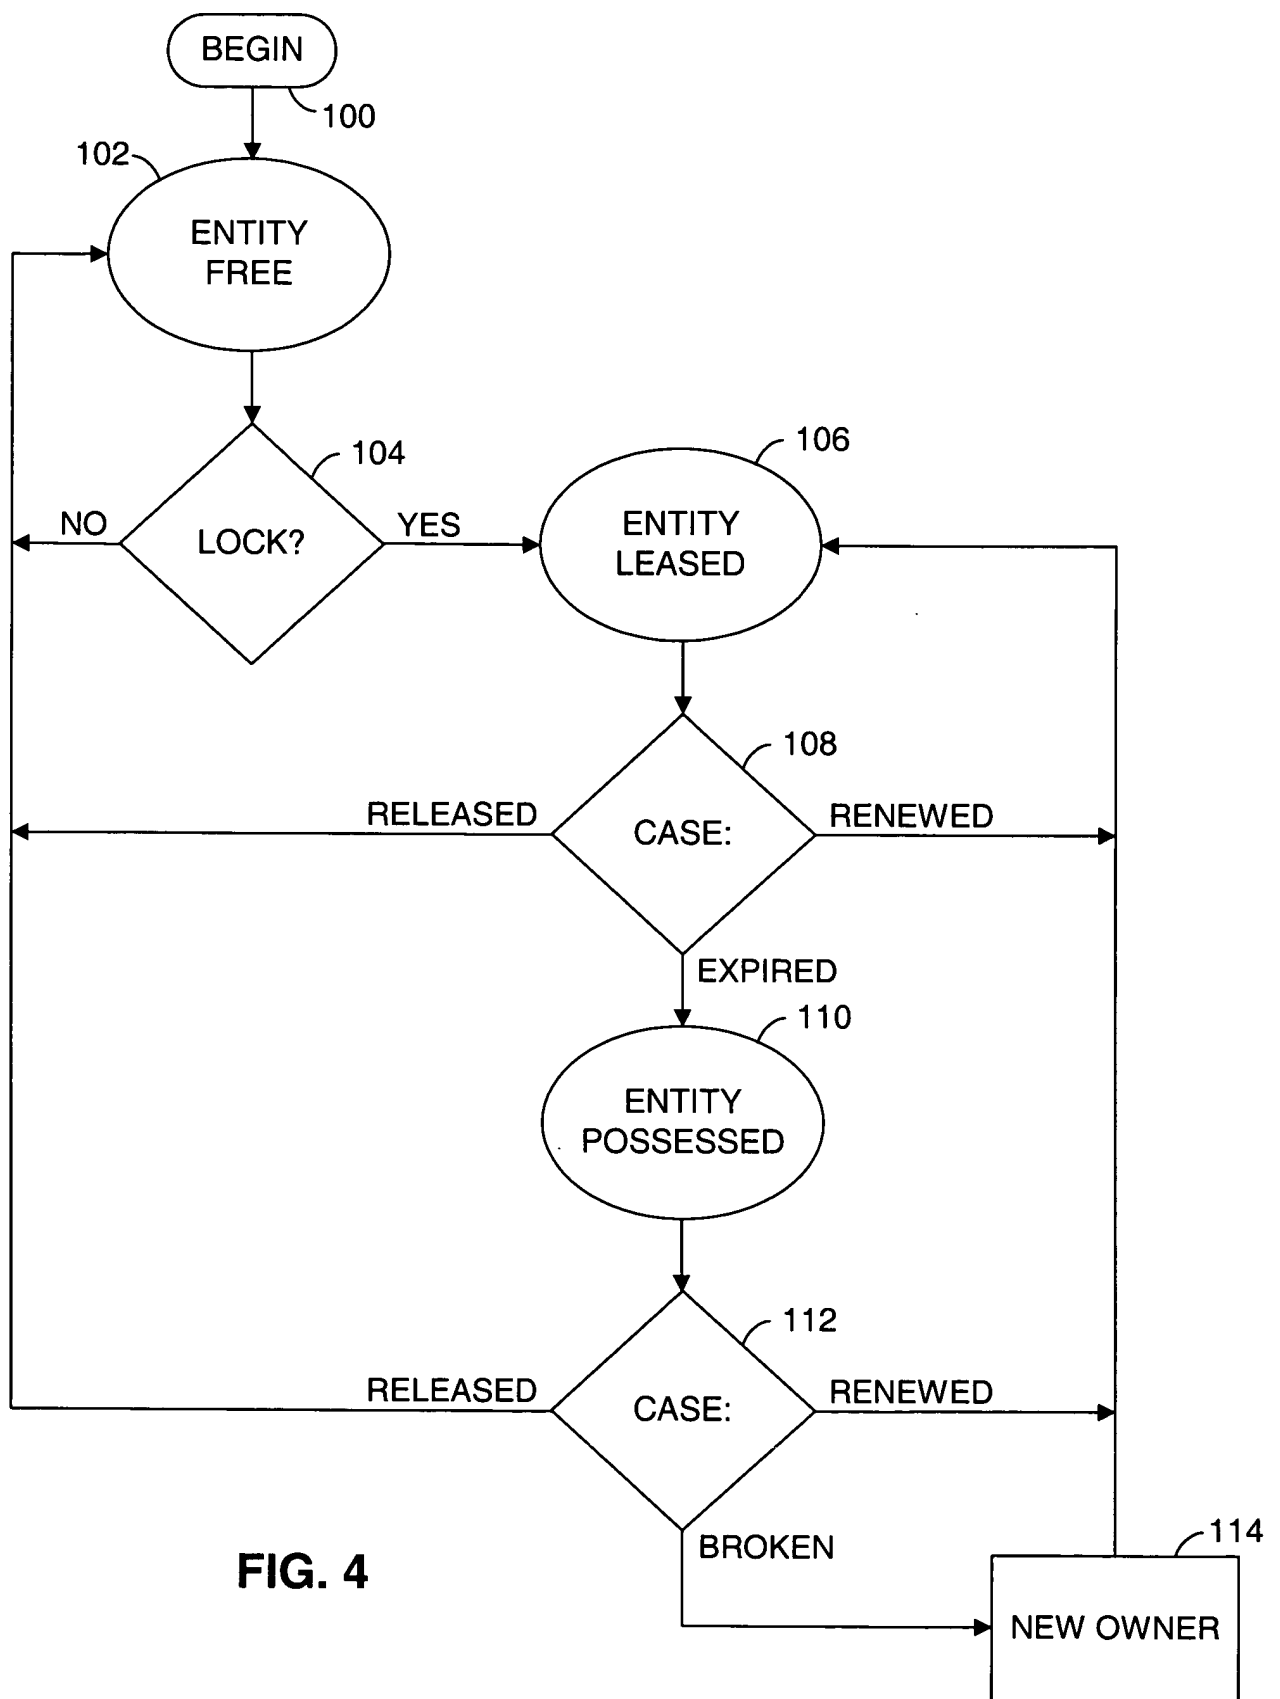 BEGIN
100
102
ENTITY
FREE
104
NO
LOCK?
YES
106
ENTITY
LEASED
108
RELEASED
CASE:
RENEWED
EXPIRED
110
ENTITY
POSSESSED
112
RELEASED
CASE:
RENEWED
BROKEN
114
NEW OWNER
FIG. 4